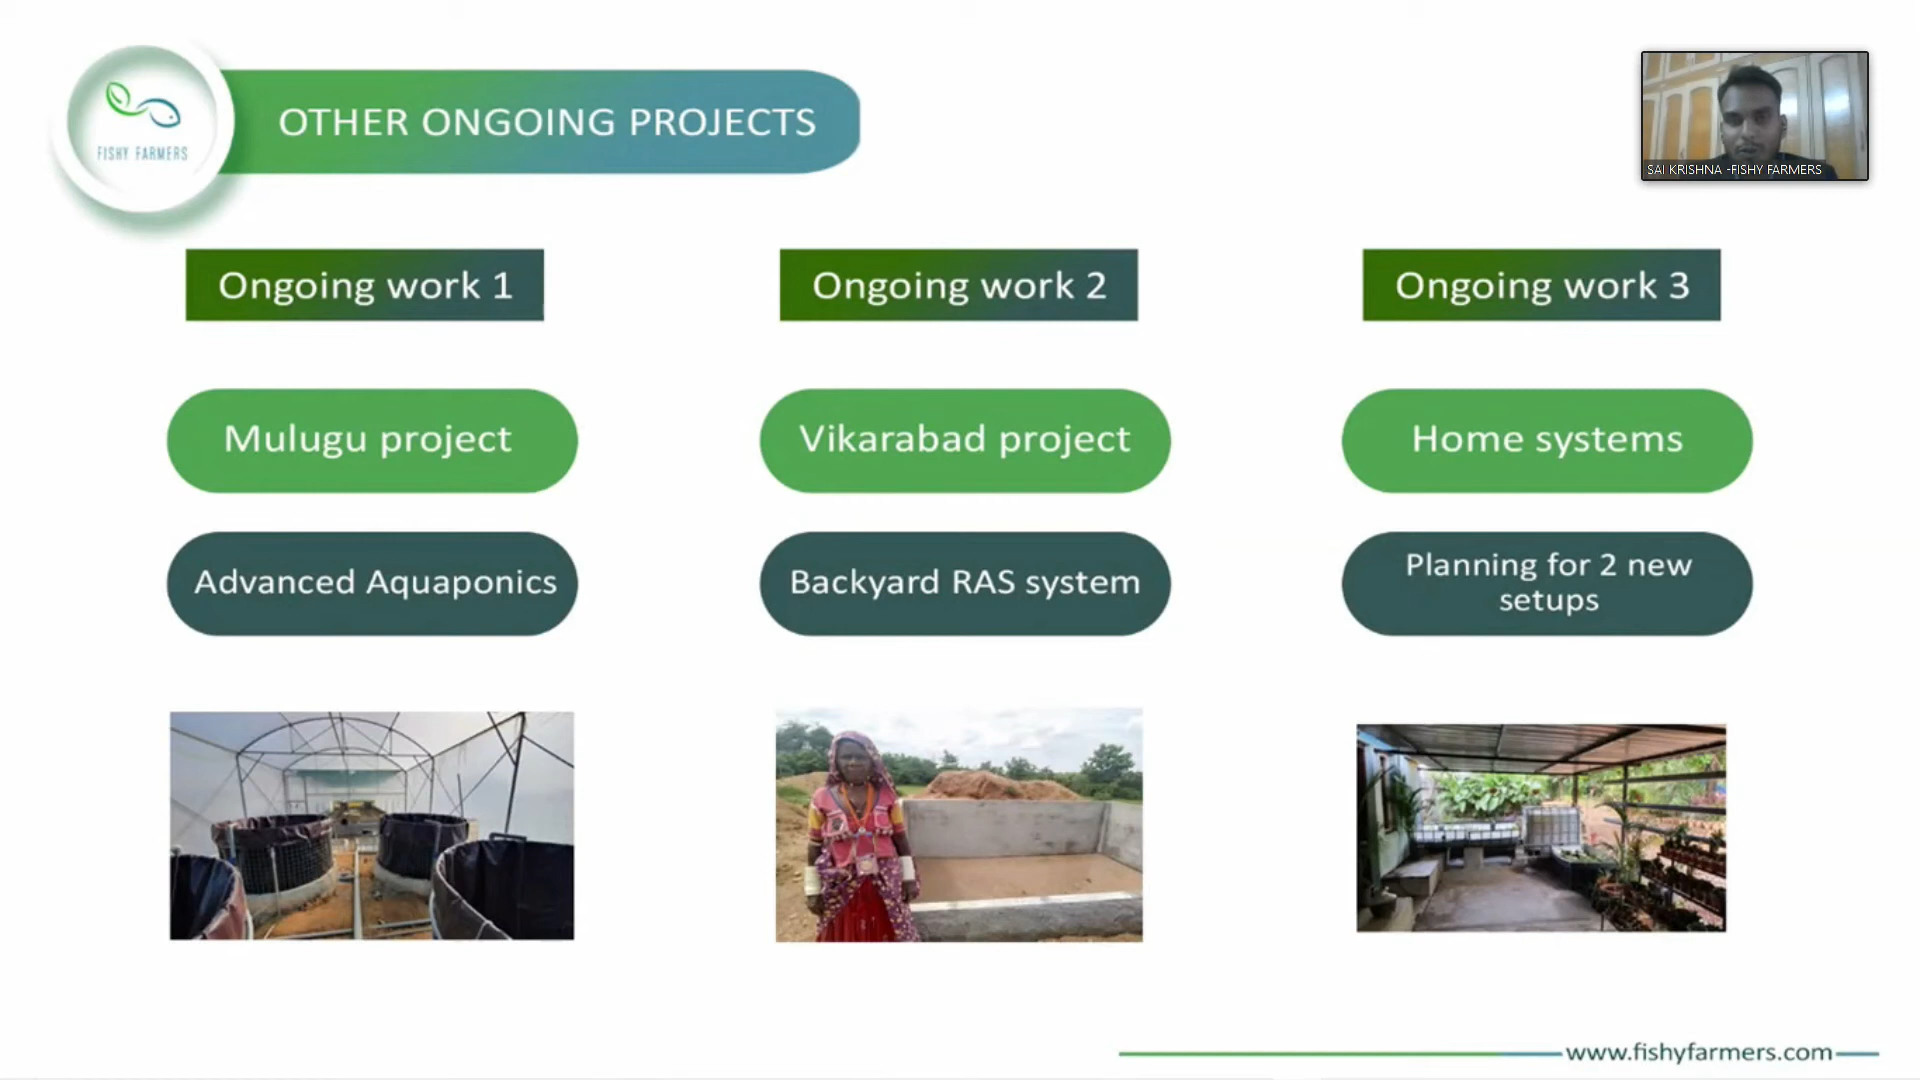 FISHY FARMERS
OTHER ONGOING PROJECTS
SAI KRISHNA -FISHY FARMERS
Ongoing work 1
Ongoing work 2
Ongoing work 3
Mulugu project
Vikarabad project
Home systems
Advanced Aquaponics
Backyard RAS system
Planning for 2 new
setups
www.fishyfarmers.com